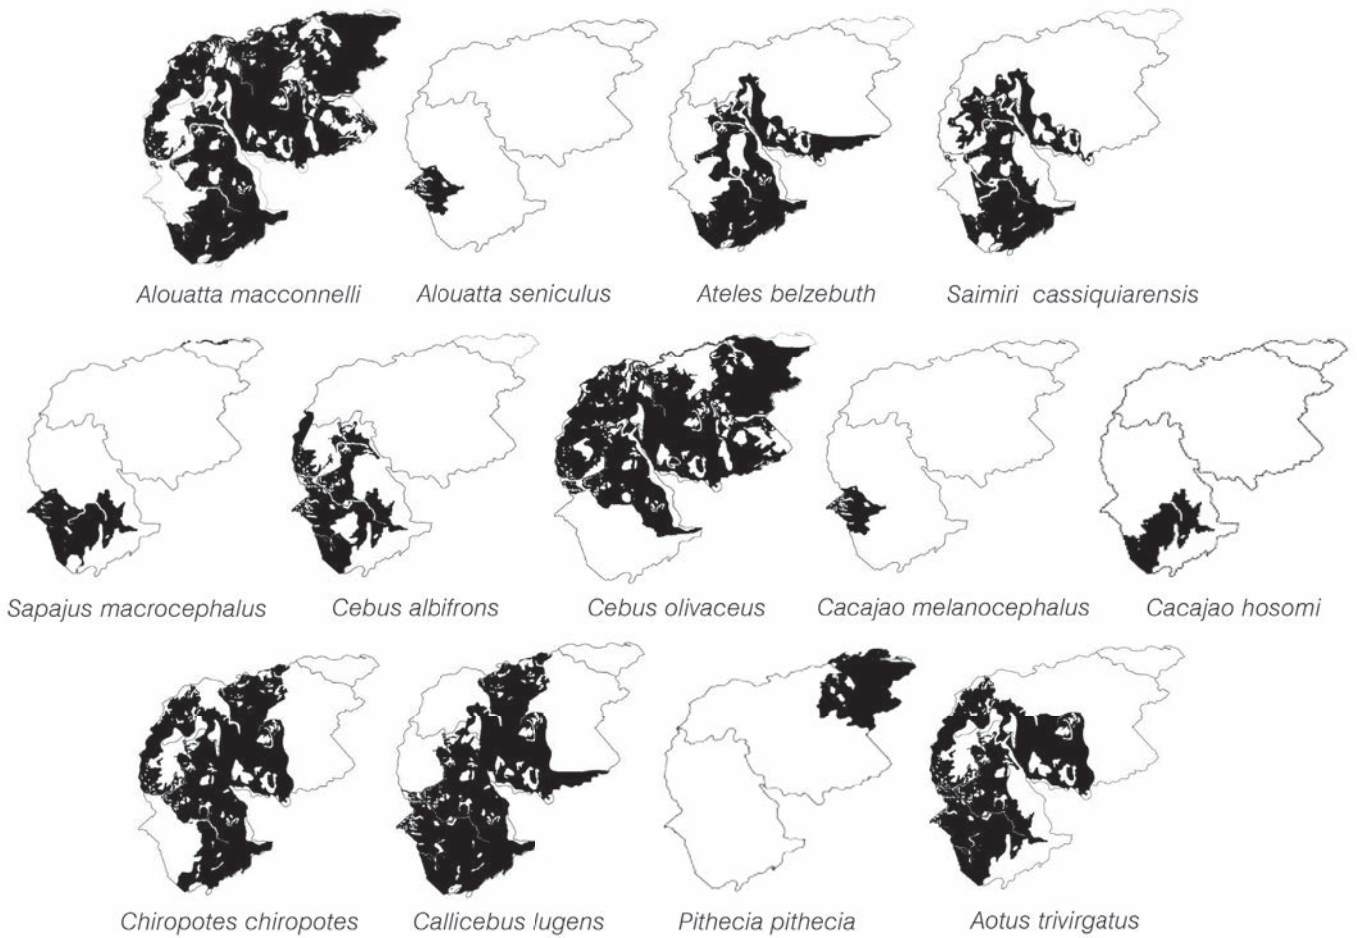 Alouatta macconnelli
Alouatta seniculus
Ateles belzebuth
Saimiri cassiquiarensis
Sapajus macrocephalus
Cebus albifrons
Cebus olivaceus
Cacajao melanocephalus
Cacajao hosomi
Chiropotes chiropotes
Callicebus lugens
Pithecia pithecia
Aotus trivirgatus